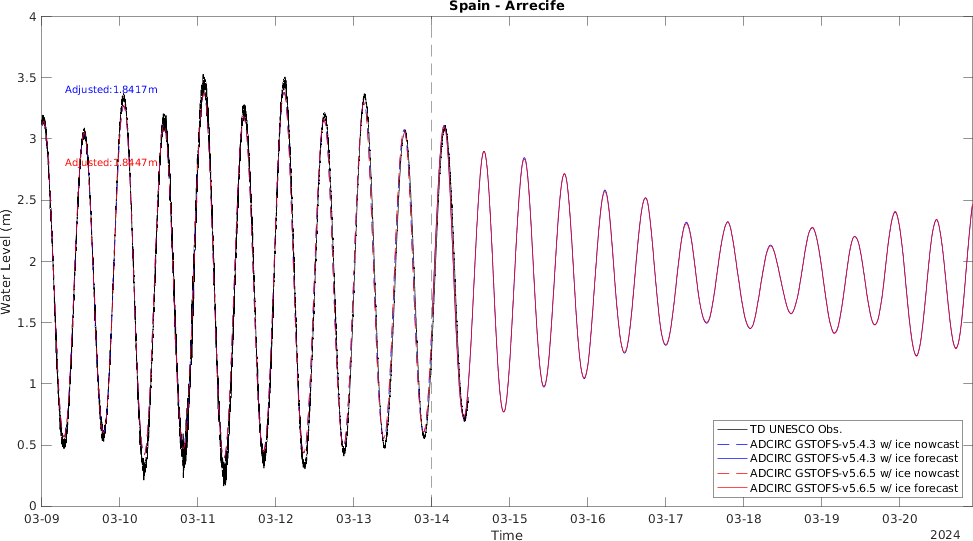 Spain - Arrecife
4
3.5
3
2.5
2
1.5
1
0.5
0
Water Level (m)
Adjusted:1.8417m
Adjusted:1.8447m
TD UNESCO Obs.
ADCIRC GSTOFS-v5.4.3 w/ ice nowcast
ADCIRC GSTOFS-v5.4.3 w/ ice forecast
ADCIRC GSTOFS-v5.6.5 w/ ice nowcast
ADCIRC GSTOFS-v5.6.5 w/ ice forecast
03-09 03-10 03-11 03-12 03-13 03-14 03-15 03-16 03-17 03-18 03-19 03-20
Time
2024